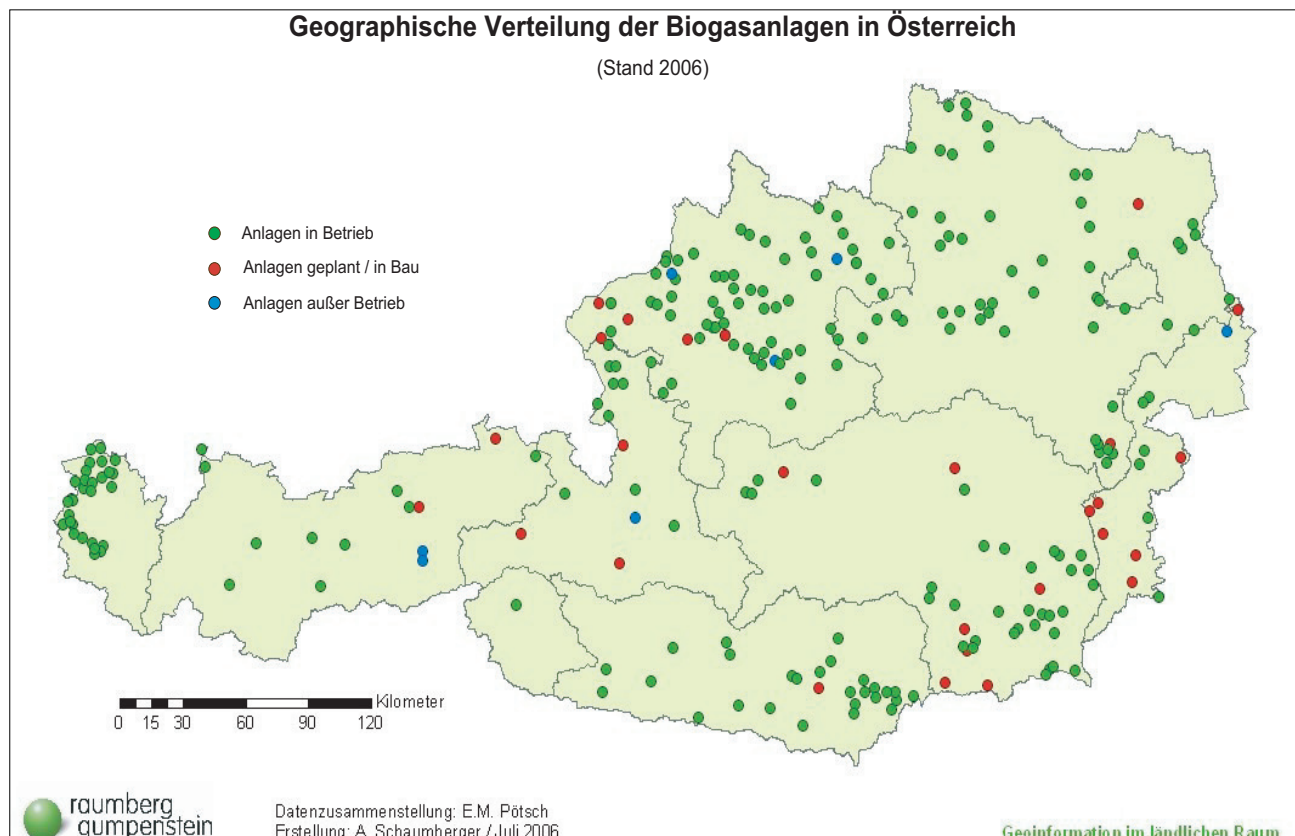 Geographische Verteilung der Biogasanlagen in Österreich
(Stand 2006)
Anlagen in Betrieb
Anlagen geplant / in Bau
Anlagen außer Betrieb
Kilometer
0 15 30 60 90 120
raumberg
gumpenstein
Datenzusammenstellung: E.M. Pötsch
Erstellung: A. Schaumberger / Juli 2006
Geoinformation im ländlichen Raum